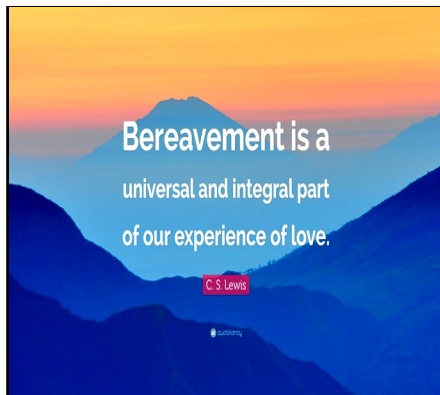 Bereavement is a
universal and integral part
of our experience of love.
C. S. Lewis
quotefancy